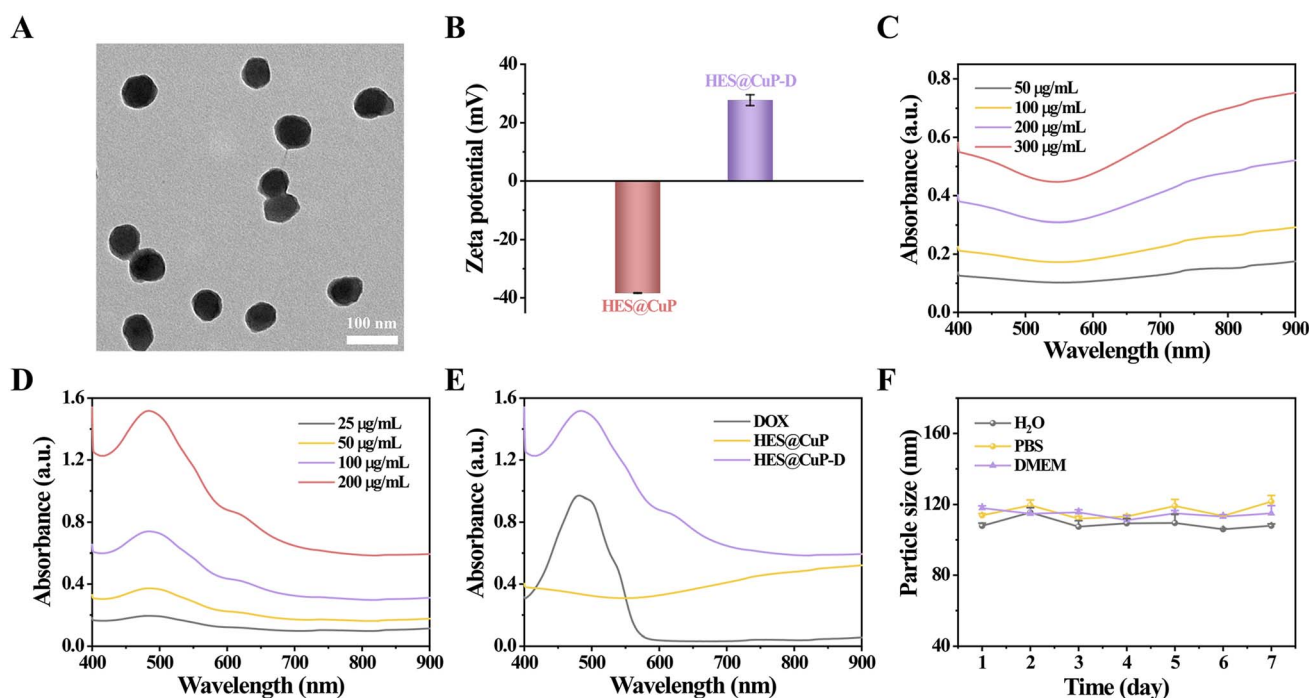 A
100 nm
B
Zeta potential (mV)
40
20
0
-20
-40
HES@CuP-D
HES@CuP
C
Absorbance (a.u.)
0.8
0.6
0.4
0.2
0.0
50 μg/mL
100 μg/mL
200 μg/mL
300 μg/mL
400 500 600 700 800 900
Wavelength (nm)
D
Absorbance (a.u.)
1.6
1.2
0.8
0.4
0.0
25 μg/mL
50 μg/mL
100 μg/mL
200 μg/mL
400 500 600 700 800 900
Wavelength (nm)
E
Absorbance (a.u.)
1.6
1.2
0.8
0.4
0.0
DOX
HES@CuP
HES@CuP-D
400 500 600 700 800 900
Wavelength (nm)
F
Particle size (nm)
160
120
80
40
H₂O
PBS
DMEM
1 2 3 4 5 6 7
Time (day)